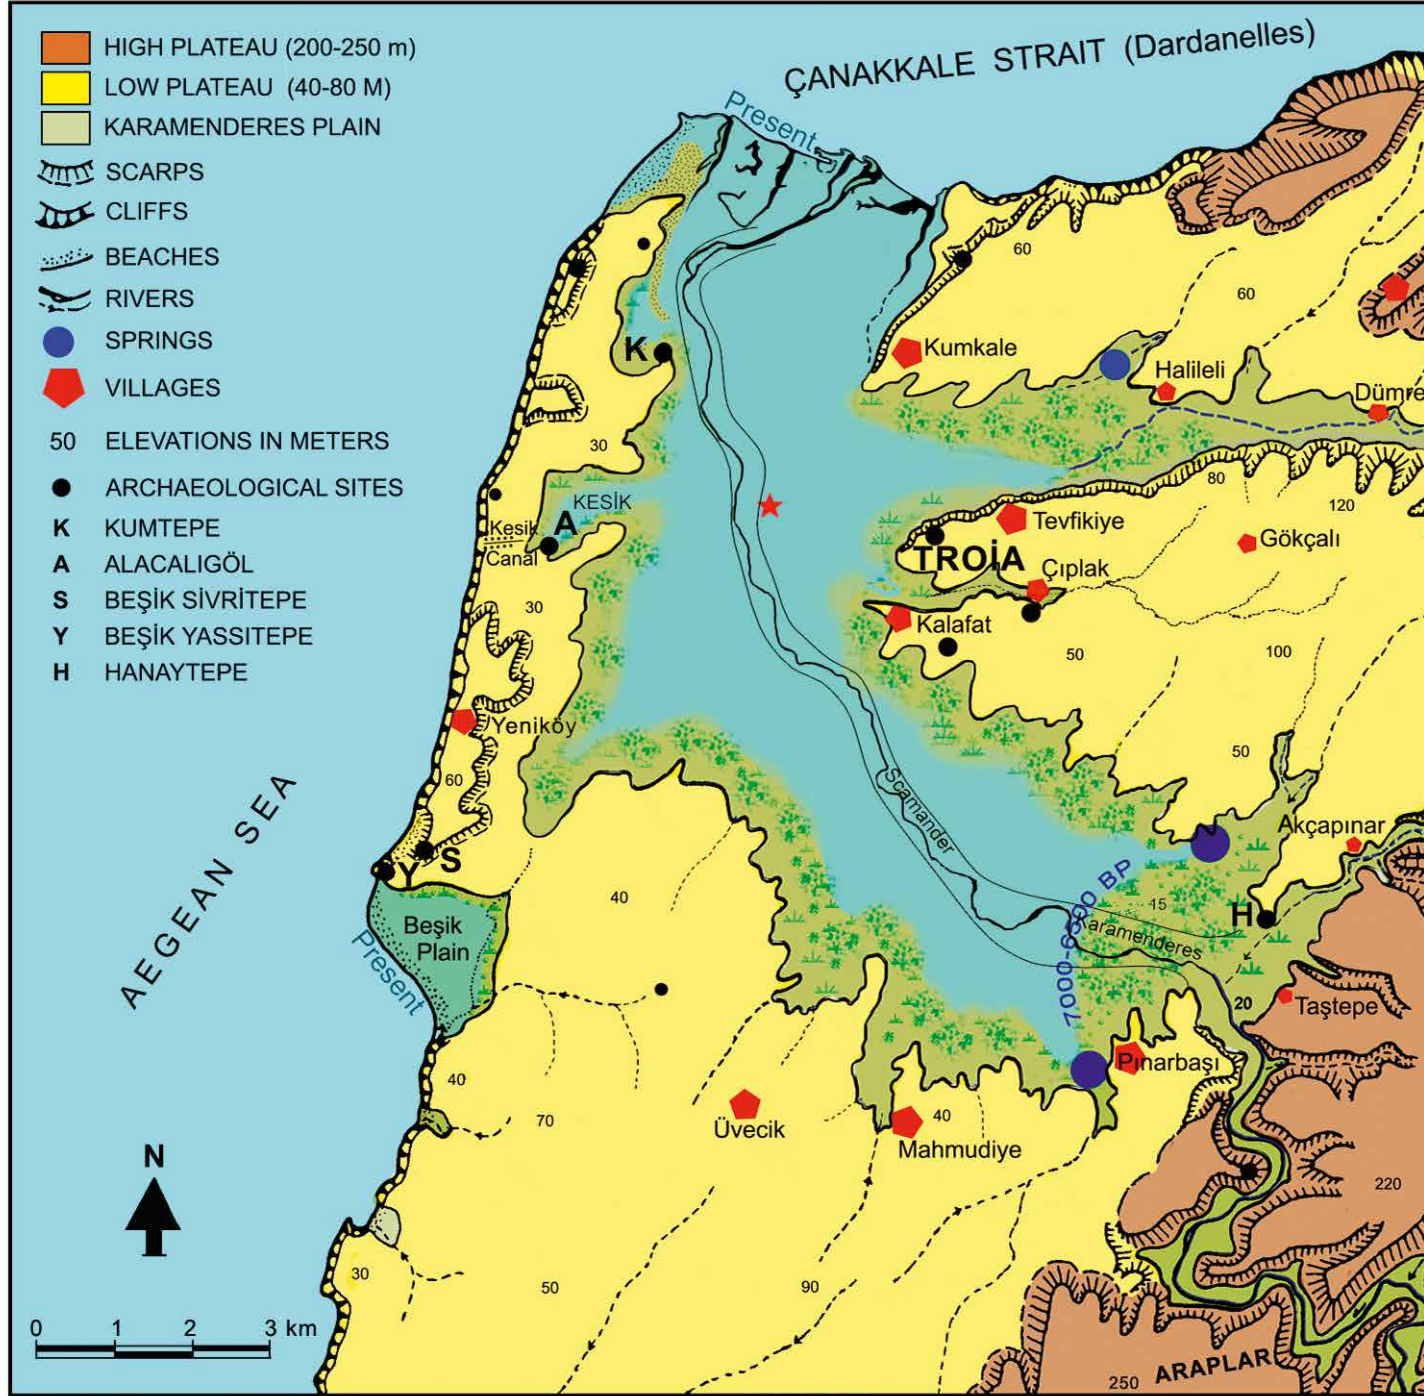 HIGH PLATEAU (200-250 m)
LOW PLATEAU (40-80 M)
KARAMENDERES PLAIN
SCARPS
CLIFFS
BEACHES
RIVERS
SPRINGS
VILLAGES
50 ELEVATIONS IN METERS
ARCHAEOLOGICAL SITES
K KUMTEPE
A ALACALIGÖL
S BEŞİK SİVRİTEPE
Y BEŞİK YASSITEPE
H HANAYTEPE
ÇANAKKALE STRAIT (Dardanelles)
Present
60
60
K
Kumkale
Halileli
Dümre
30
80
120
KESİK
A
Kesik
Canal
Tevfikiye
TROİA
Gökçalı
Çıplak
30
Kalafat
50
100
Yeniköy
50
60
Scamander
Akçapınar
Y S
AEGEAN SEA
40
7000-6500 BP
15
H
Beşik
Plain
Karamenderes
Present
20
Taştepe
Pınarbaşı
40
70
Üvecik
40
Mahmudiye
N
220
30
50
90
0 1 2 3 km
ARAPLAR
250